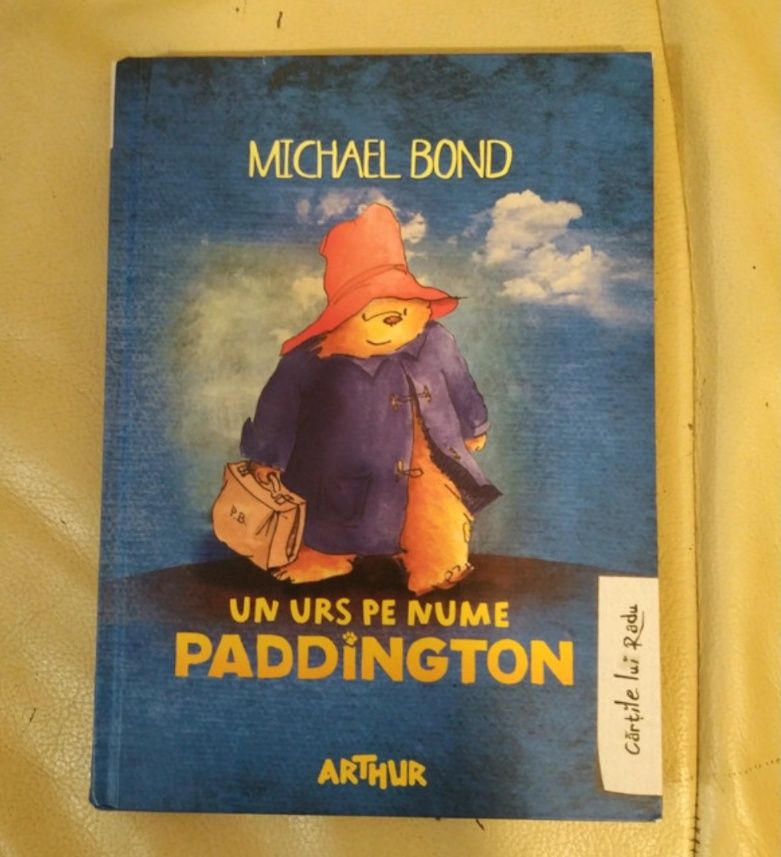 MICHAEL BOND
P.B.
UN URS PE NUME
PADDINGTON
Cărțile lui Radu
ARTHUR